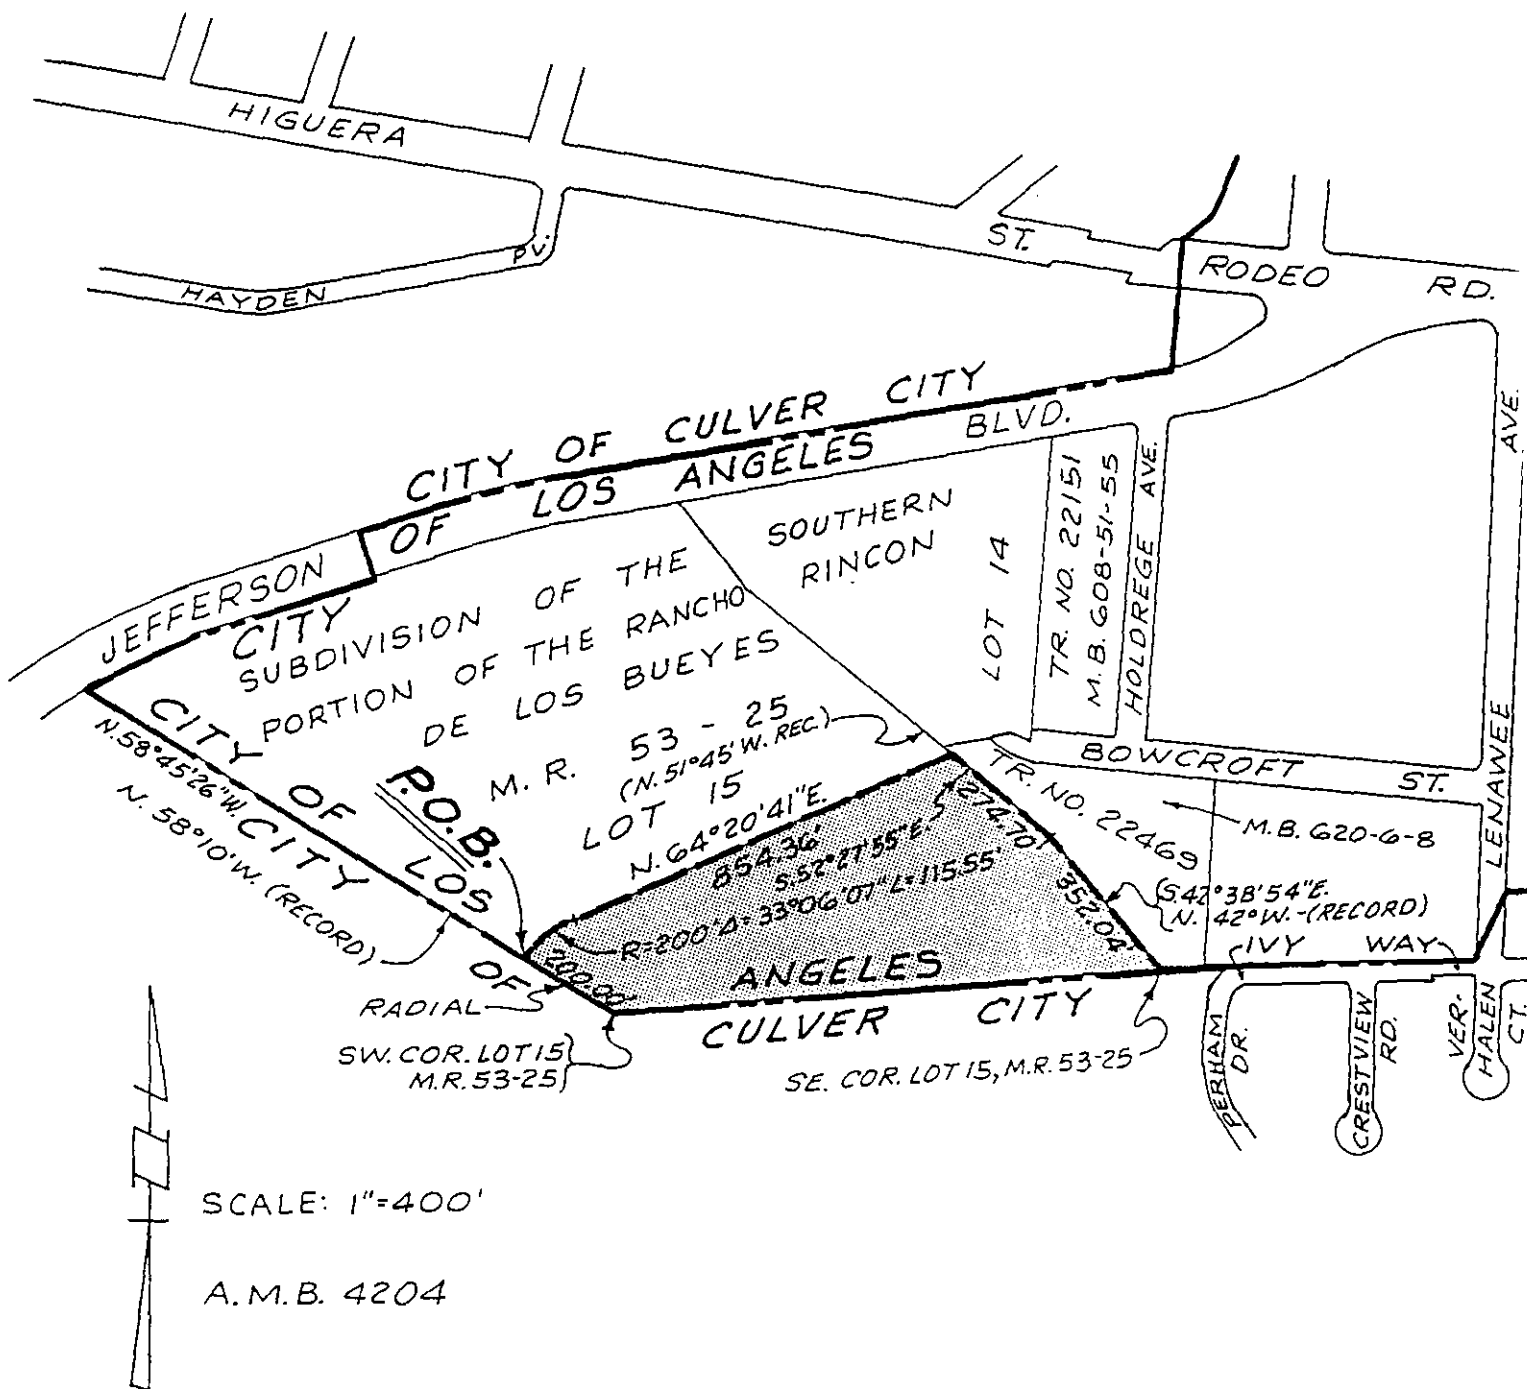 HIGUERA
ST.
HAYDEN
PV.
RODEO
RD.
CITY OF CULVER CITY
OF LOS ANGELES
BLVD.
JEFFERSON
CITY
SUBDIVISION OF THE
SOUTHERN
PORTION OF THE RANCHO
RINCON
DE LOS BUEYES
M. R. 53 - 25
(N. 51°45' W. REC.)
LOT 15
LOT 14
TR. NO. 22151
M.B. 608-51-55
HOLDREGE AVE.
LENAWEE AVE.
BOWCROFT ST.
TR. NO. 22469
M.B. 620-6-8
CITY OF LOS
N. 58°45'26"W.
CITY OF
N. 58°10' W. (RECORD)
P.O.B.
N. 64°20'41"E.
854.36'
S. 52°27'55"E.
274.70'
R=200' Δ= 33°06'07" L=115.55'
352.04'
S. 42°38'54"E.
N. 42°W. - (RECORD)
200.00'
ANGELES
CULVER CITY
RADIAL
SW. COR. LOT 15
M.R. 53-25
SE. COR. LOT 15, M.R. 53-25
IVY WAY
PERHAM
DR.
CRESTVIEW
RD.
VER-
HALEN
CT.
SCALE: 1"=400'
A.M.B. 4204